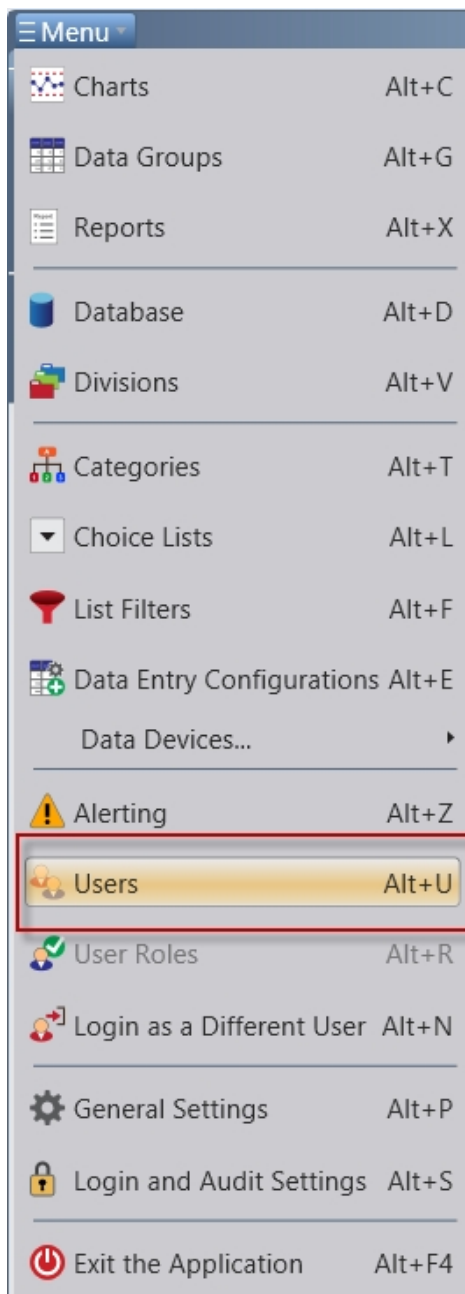 Menu
Charts Alt+C
Data Groups Alt+G
Reports Alt+X
Database Alt+D
Divisions Alt+V
Categories Alt+T
Choice Lists Alt+L
List Filters Alt+F
Data Entry Configurations Alt+E
Data Devices...
Alerting Alt+Z
Users Alt+U
User Roles Alt+R
Login as a Different User Alt+N
General Settings Alt+P
Login and Audit Settings Alt+S
Exit the Application Alt+F4